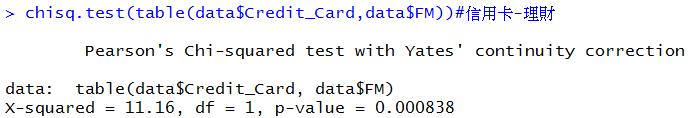 > chisq.test(table(data$Credit_Card,data$FM))#信用卡-理財
Pearson's Chi-squared test with Yates' continuity correction
data:  table(data$Credit_Card, data$FM)
X-squared = 11.16, df = 1, p-value = 0.000838